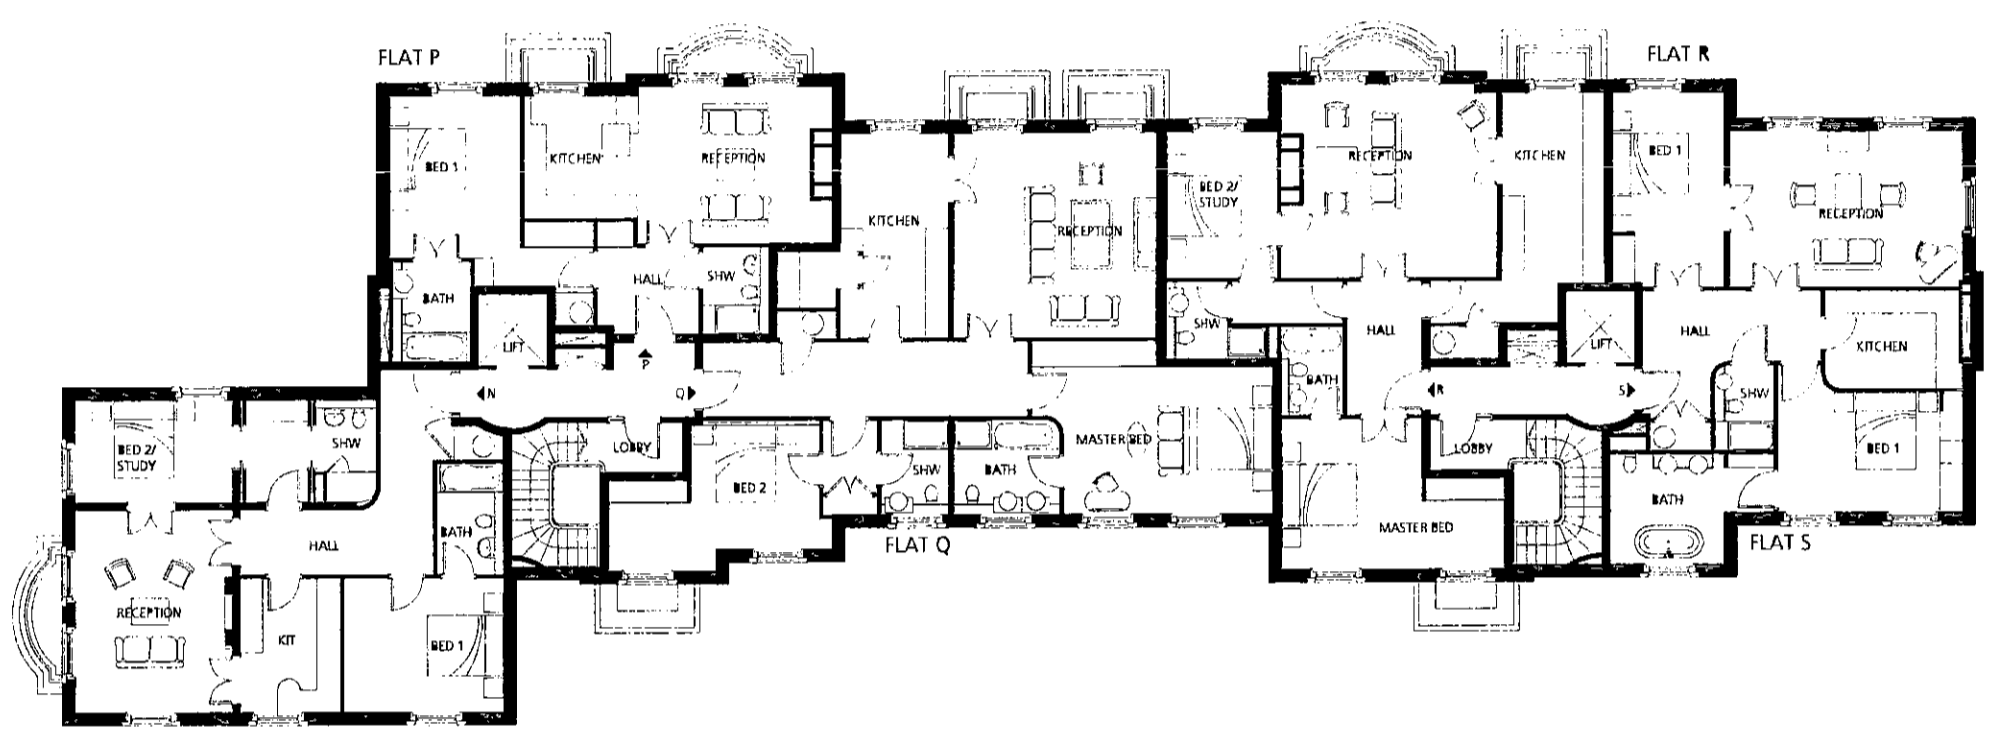 FLAT P
FLAT R
BED 1
KITCHEN
RECEPTION
KITCHEN
RECEPTION
BED 2/
STUDY
RECEPTION
KITCHEN
BED 1
RECEPTION
BATH
HALL
SHW
LIFT
P
SHW
HALL
BATH
LIFT
HALL
KITCHEN
SHW
N
Q
R
S
BED 2/
STUDY
SHW
LOBBY
BED 2
SHW
BATH
MASTER BED
LOBBY
BATH
BED 1
HALL
BATH
FLAT Q
MASTER BED
FLAT S
RECEPTION
KIT
BED 1